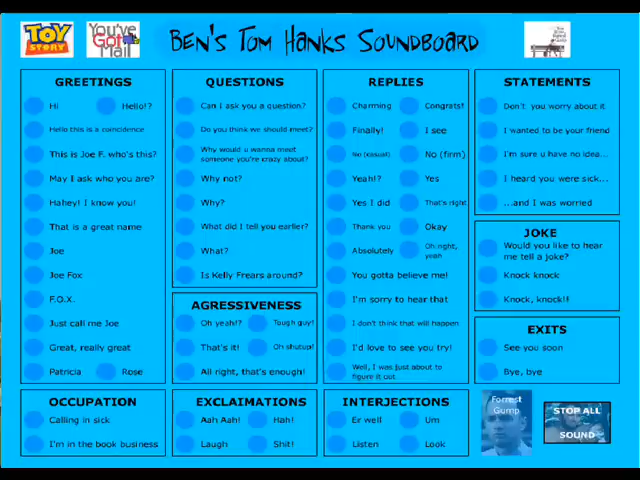 TOY STORY
You've Got Mail
BEN'S TOM HANKS SOUNDBOARD
GREETINGS
Hi
Hello!?
Hello this is a coincidence
This is Joe F. who's this?
May I ask who you are?
Hahey! I know you!
That is a great name
Joe
Joe Fox
F.O.X.
Just call me Joe
Great, really great
Patricia
Rose
QUESTIONS
Can I ask you a question?
Do you think we should meet?
Why would u wanna meet
someone you're crazy about?
Why not?
Why?
What did I tell you earlier?
What?
Is Kelly Frears around?
AGRESSIVENESS
Oh yeah!?
Tough guy!
That's it!
Oh shutup!
All right, that's enough!
REPLIES
Charming
Congrats!
Finally!
I see
No (casual)
No (firm)
Yeah!?
Yes
Yes I did
That's right
Thank you
Okay
Absolutely
Oh right,
yeah
You gotta believe me!
I'm sorry to hear that
I don't think that will happen
I'd love to see you try!
Well, I was just about to
figure it out
STATEMENTS
Don't you worry about it
I wanted to be your friend
I'm sure u have no idea...
I heard you were sick...
...and I was worried
JOKE
Would you like to hear
me tell a joke?
Knock knock
Knock, knock!!
EXITS
See you soon
Bye, bye
OCCUPATION
Calling in sick
I'm in the book business
EXCLAMATIONS
Aah Aah!
Hah!
Laugh
Shit!
INTERJECTIONS
Er well
Um
Listen
Look
Forrest
Gump
STOP ALL
SOUND